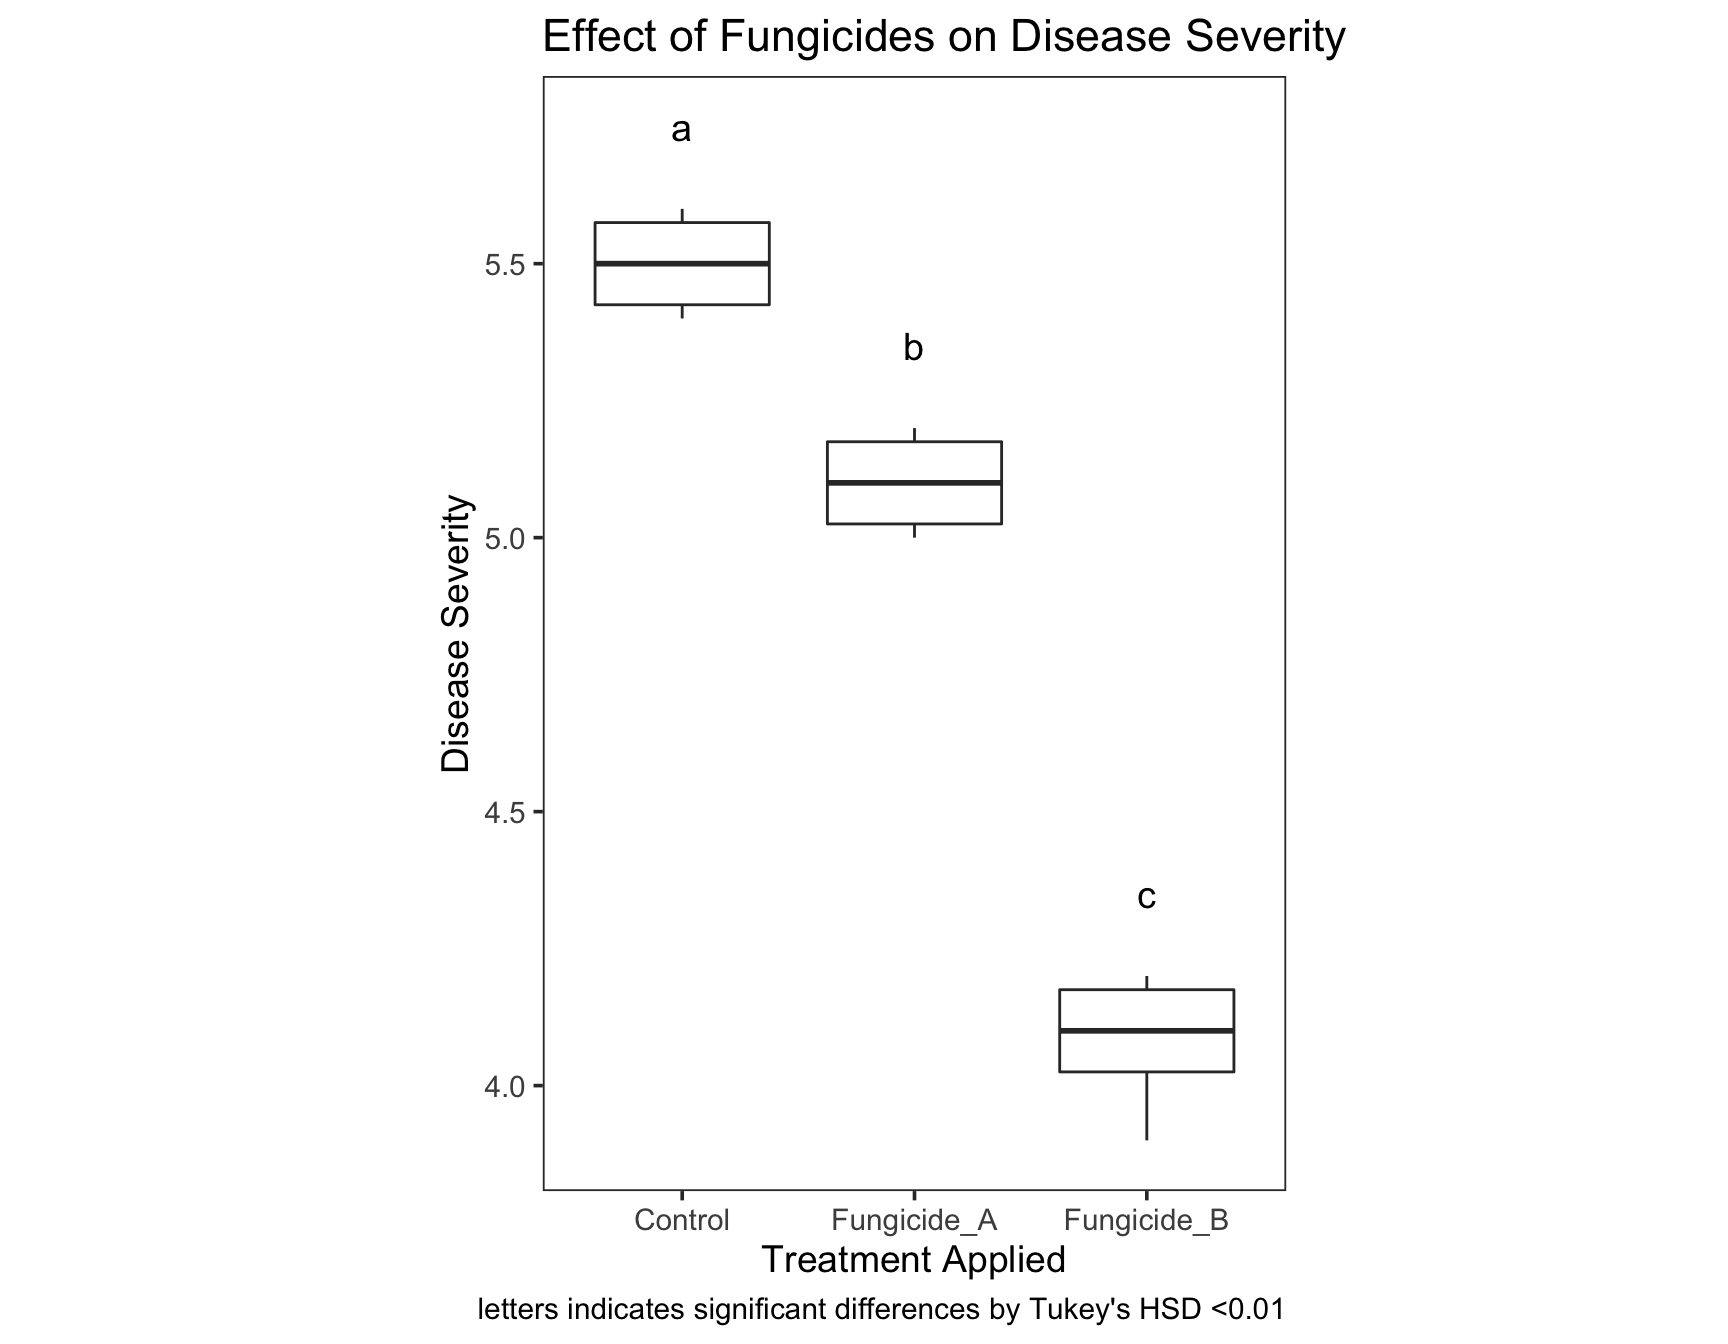 Effect of Fungicides on Disease Severity
a
5.5
b
Disease Severity
5.0
4.5
c
4.0
Control Fungicide_A Fungicide_B
Treatment Applied
letters indicates significant differences by Tukey's HSD <0.01